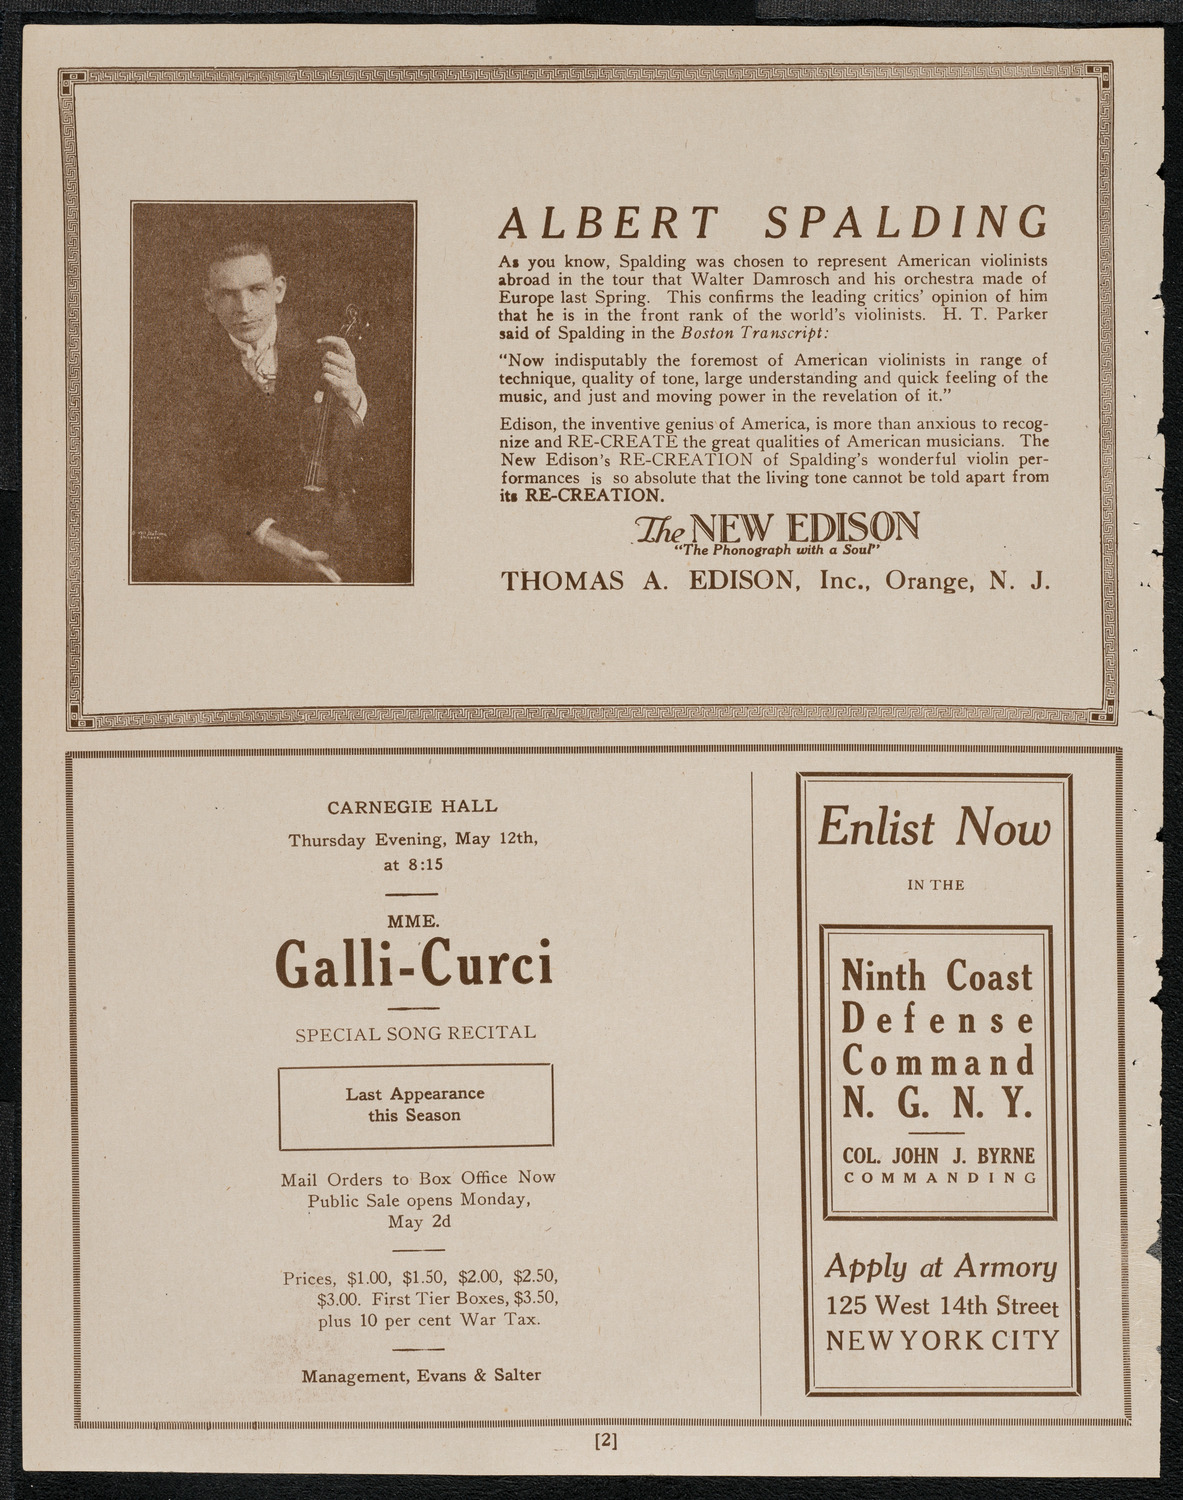 ALBERT SPALDING
As you know, Spalding was chosen to represent American violinists
abroad in the tour that Walter Damrosch and his orchestra made of
Europe last Spring. This confirms the leading critics' opinion of him
that he is in the front rank of the world's violinists. H. T. Parker
said of Spalding in the Boston Transcript:
"Now indisputably the foremost of American violinists in range of
technique, quality of tone, large understanding and quick feeling of the
music, and just and moving power in the revelation of it."
Edison, the inventive genius of America, is more than anxious to recog-
nize and RE-CREATE the great qualities of American musicians. The
New Edison's RE-CREATION of Spalding's wonderful violin per-
formances is so absolute that the living tone cannot be told apart from
its RE-CREATION.
The NEW EDISON
"The Phonograph with a Soul"
THOMAS A. EDISON, Inc., Orange, N. J.
CARNEGIE HALL
Thursday Evening, May 12th,
at 8:15
MME.
Galli-Curci
SPECIAL SONG RECITAL
Last Appearance
this Season
Mail Orders to Box Office Now
Public Sale opens Monday,
May 2d
Prices, $1.00, $1.50, $2.00, $2.50,
$3.00. First Tier Boxes, $3.50,
plus 10 per cent War Tax.
Management, Evans & Salter
Enlist Now
IN THE
Ninth Coast
Defense
Command
N. G. N. Y.
COL. JOHN J. BYRNE
COMMANDING
Apply at Armory
125 West 14th Street
NEW YORK CITY
[2]